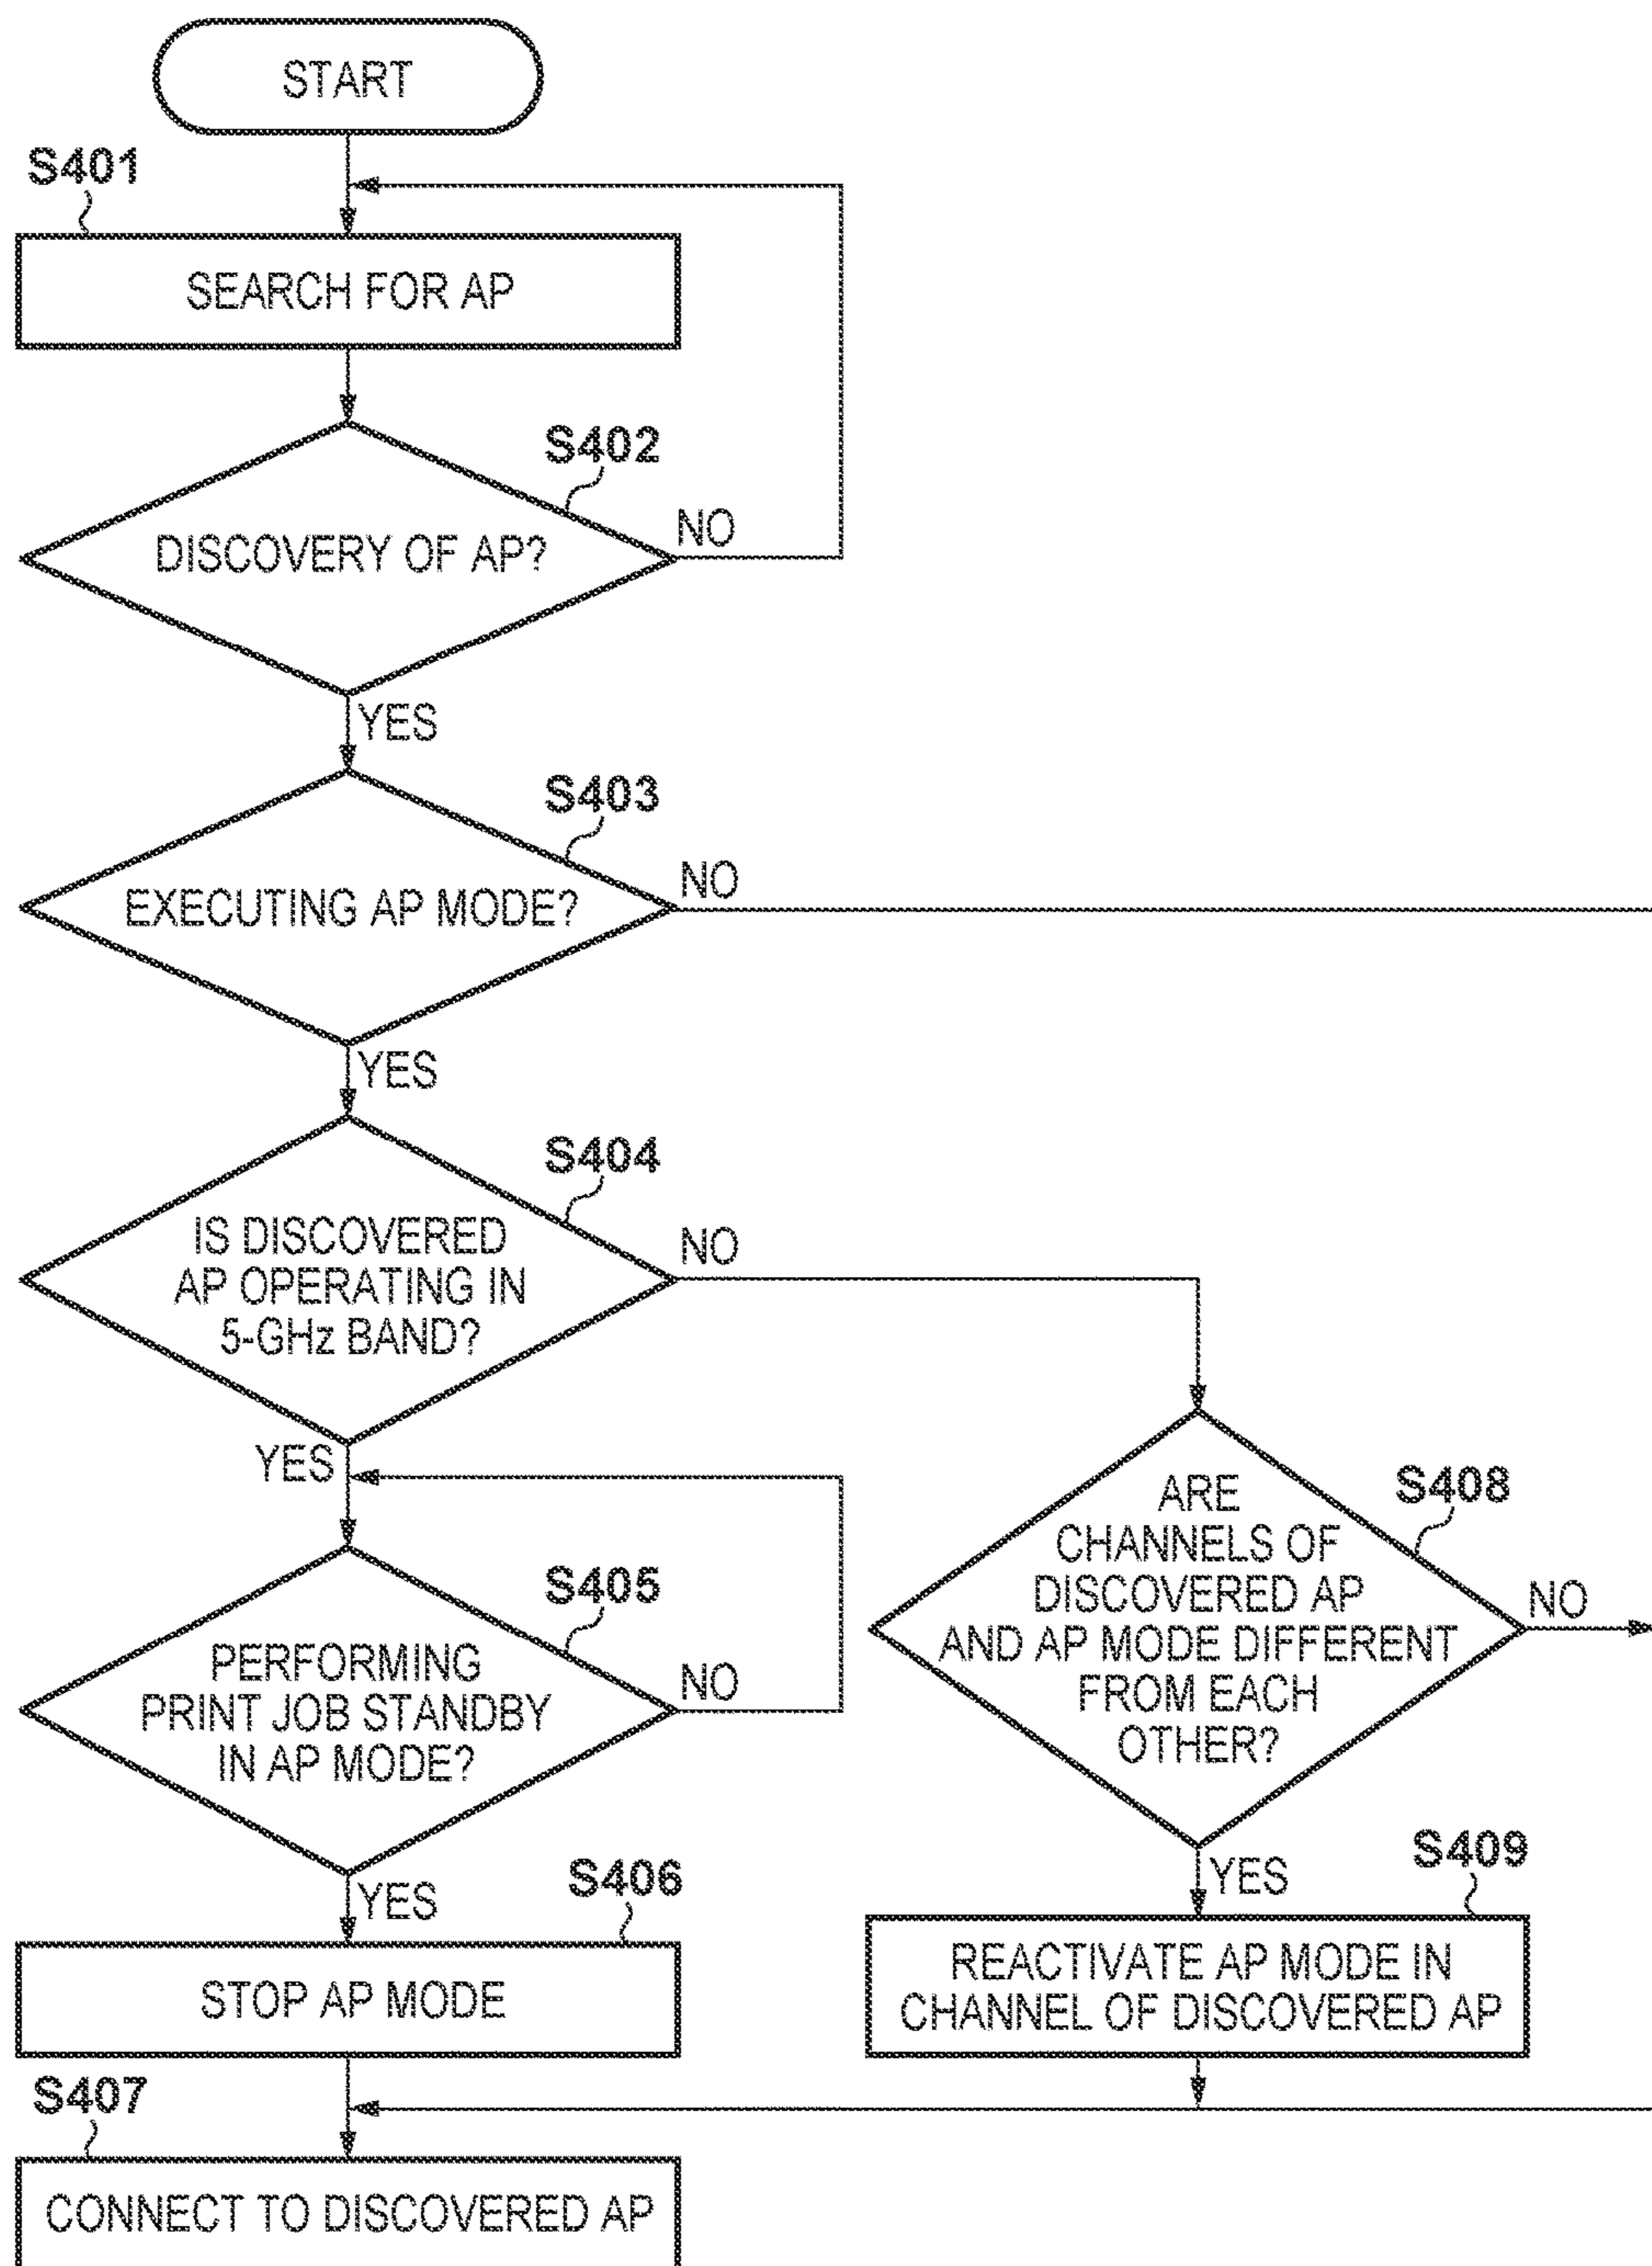 START
S401
SEARCH FOR AP
S402
DISCOVERY OF AP?
NO
YES
S403
EXECUTING AP MODE?
NO
YES
S404
IS DISCOVERED
AP OPERATING IN
5-GHz BAND?
NO
YES
S405
PERFORMING
PRINT JOB STANDBY
IN AP MODE?
NO
YES
S408
ARE
CHANNELS OF
DISCOVERED AP
AND AP MODE DIFFERENT
FROM EACH
OTHER?
NO
YES
S406
STOP AP MODE
S409
REACTIVATE AP MODE IN
CHANNEL OF DISCOVERED AP
S407
CONNECT TO DISCOVERED AP